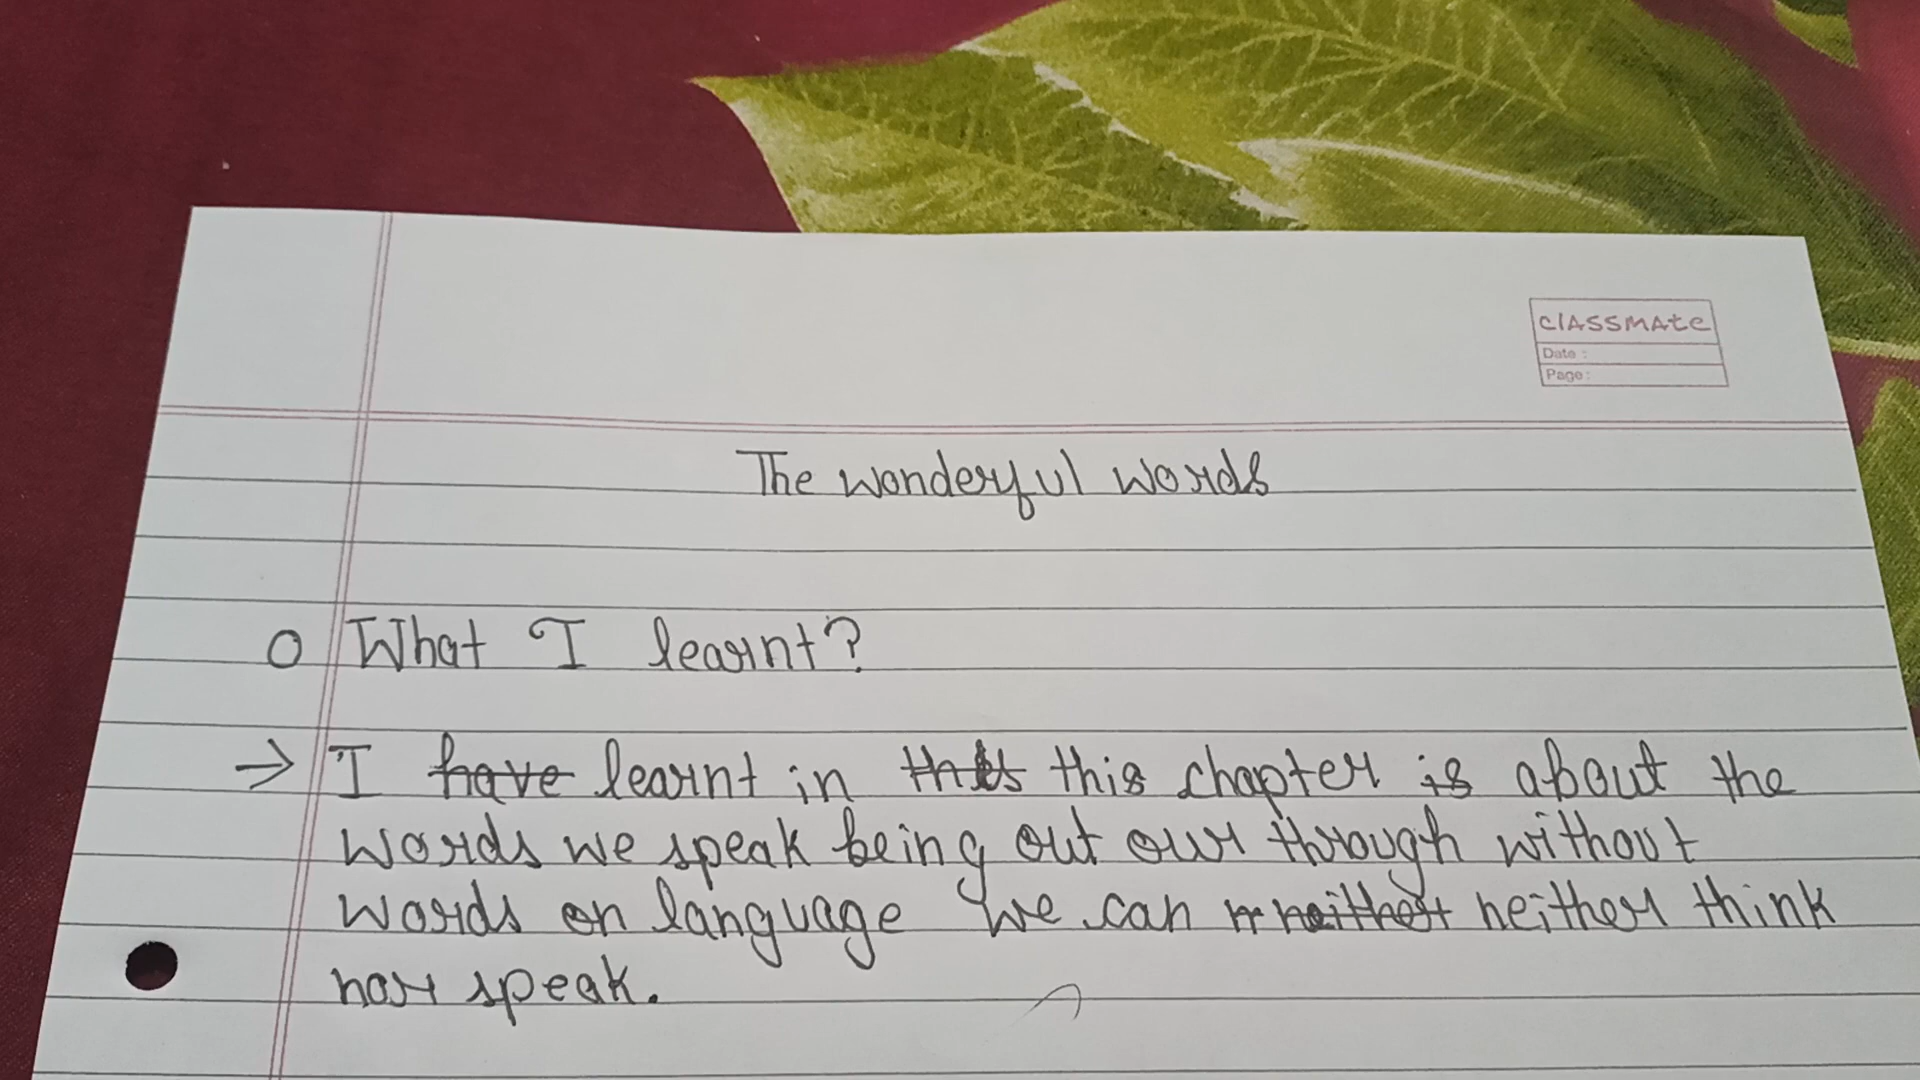 classmate
Date :
Page :
The wonderful words
O What I learnt?
→ I have learnt in this chapter is about the
words we speak being out our through without
words on language we can neither neither think
nor speak.